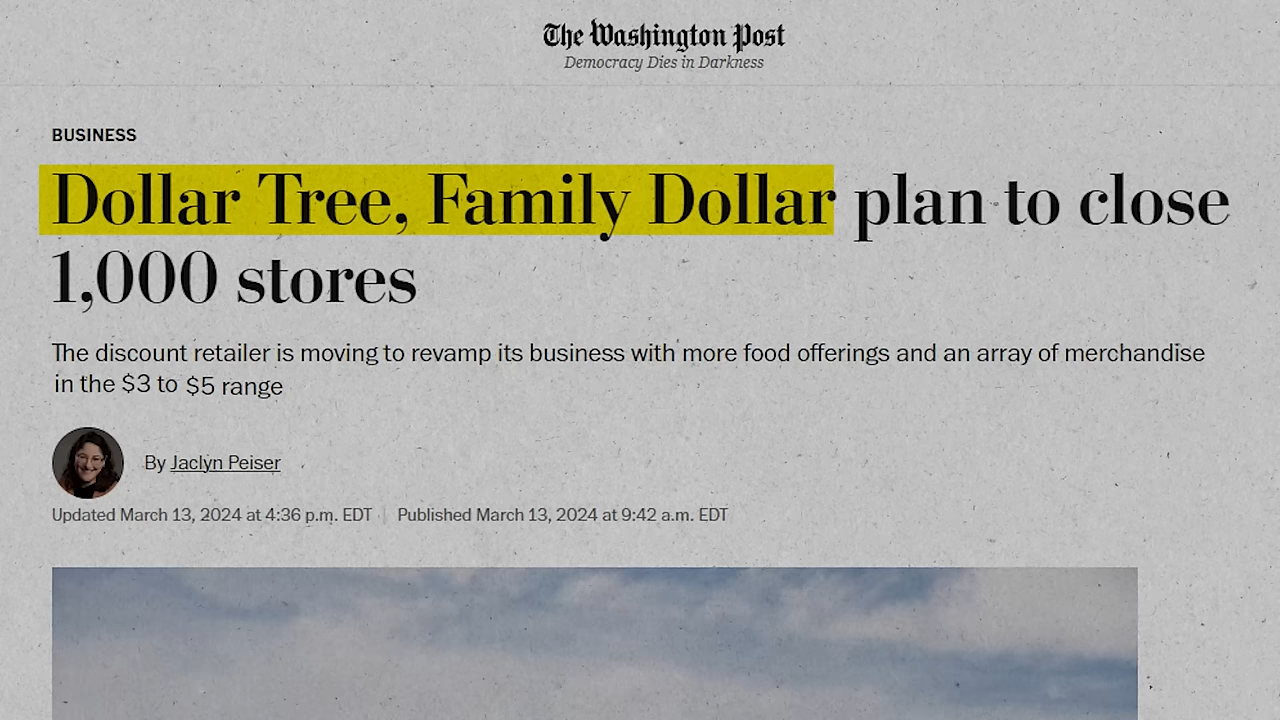 The Washington Post
Democracy Dies in Darkness
BUSINESS
Dollar Tree, Family Dollar plan to close
1,000 stores
The discount retailer is moving to revamp its business with more food offerings and an array of merchandise
in the $3 to $5 range
By Jaclyn Peiser
Updated March 13, 2024 at 4:36 p.m. EDT | Published March 13, 2024 at 9:42 a.m. EDT